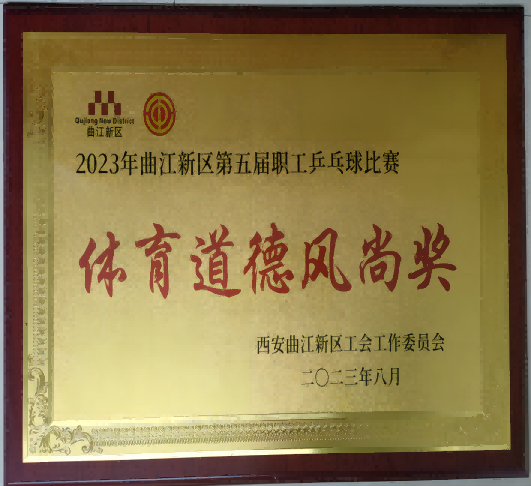 Qujiang New District
曲江新区
2023年曲江新区第五届职工乒乓球比赛
体育道德风尚奖
西安曲江新区工会工作委员会
二〇二三年八月